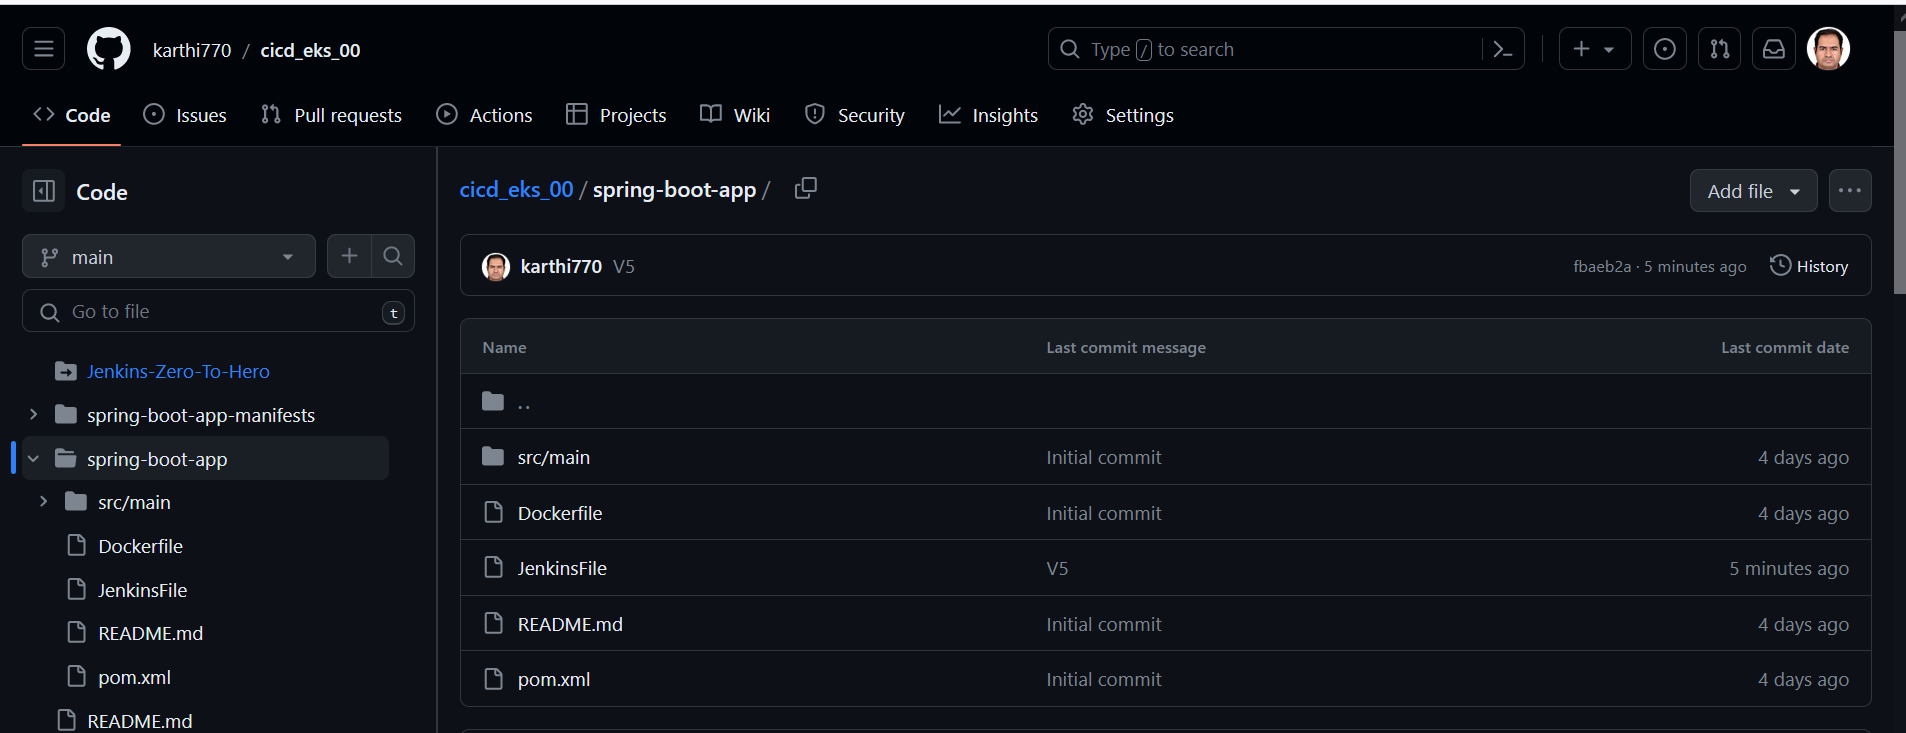 karthi770 / cicd_eks_00
Type / to search
Code Issues Pull requests Actions Projects Wiki Security Insights Settings
Code
main
Go to file t
Jenkins-Zero-To-Hero
spring-boot-app-manifests
spring-boot-app
src/main
Dockerfile
JenkinsFile
README.md
pom.xml
README.md
cicd_eks_00 / spring-boot-app /
Add file
karthi770 V5 fbaeb2a · 5 minutes ago History
Name Last commit message Last commit date
..
src/main Initial commit 4 days ago
Dockerfile Initial commit 4 days ago
JenkinsFile V5 5 minutes ago
README.md Initial commit 4 days ago
pom.xml Initial commit 4 days ago